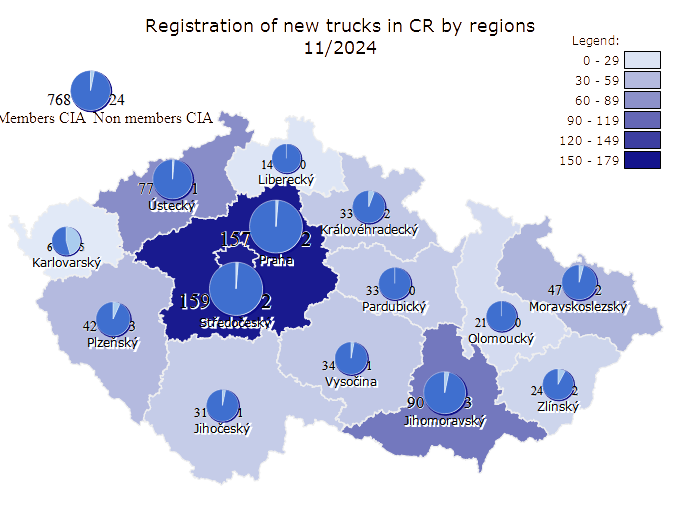 Registration of new trucks in CR by regions
11/2024
Legend:
0 - 29
30 - 59
60 - 89
90 - 119
120 - 149
150 - 179
768 24
Members CIA Non members CIA
14 0
Liberecký
77 1
Ústecký
33 2
Královéhradecký
157 2
Praha
6 5
Karlovarský
159 2
Středočeský
33 0
Pardubický
47 2
Moravskoslezský
42 3
Plzeňský
21 0
Olomoucký
34 1
Vysočina
24 2
Zlínský
90 3
Jihomoravský
31 1
Jihočeský